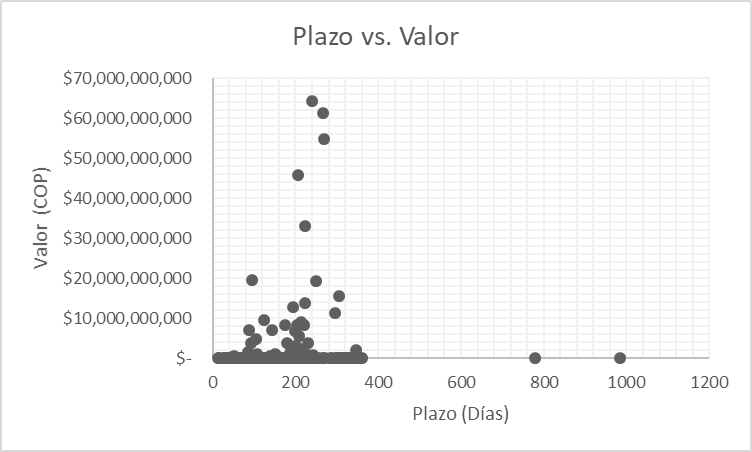 Plazo vs. Valor
$70,000,000,000
$60,000,000,000
$50,000,000,000
$40,000,000,000
$30,000,000,000
$20,000,000,000
$10,000,000,000
$-
Valor (COP)
0 200 400 600 800 1000 1200
Plazo (Días)